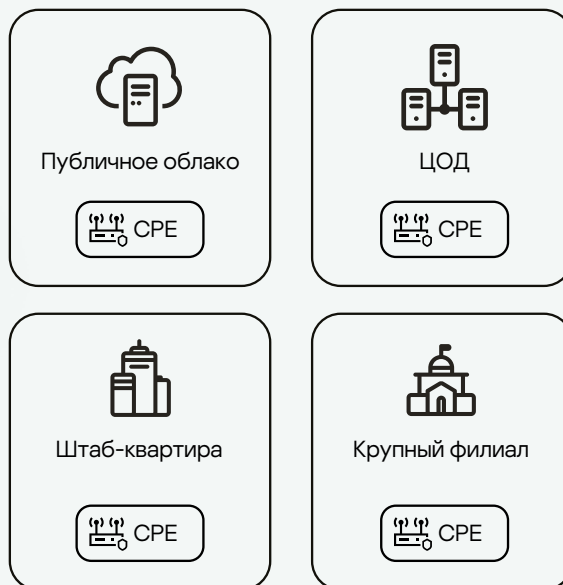 Публичное облако
CPE
ЦОД
CPE
Штаб-квартира
CPE
Крупный филиал
CPE